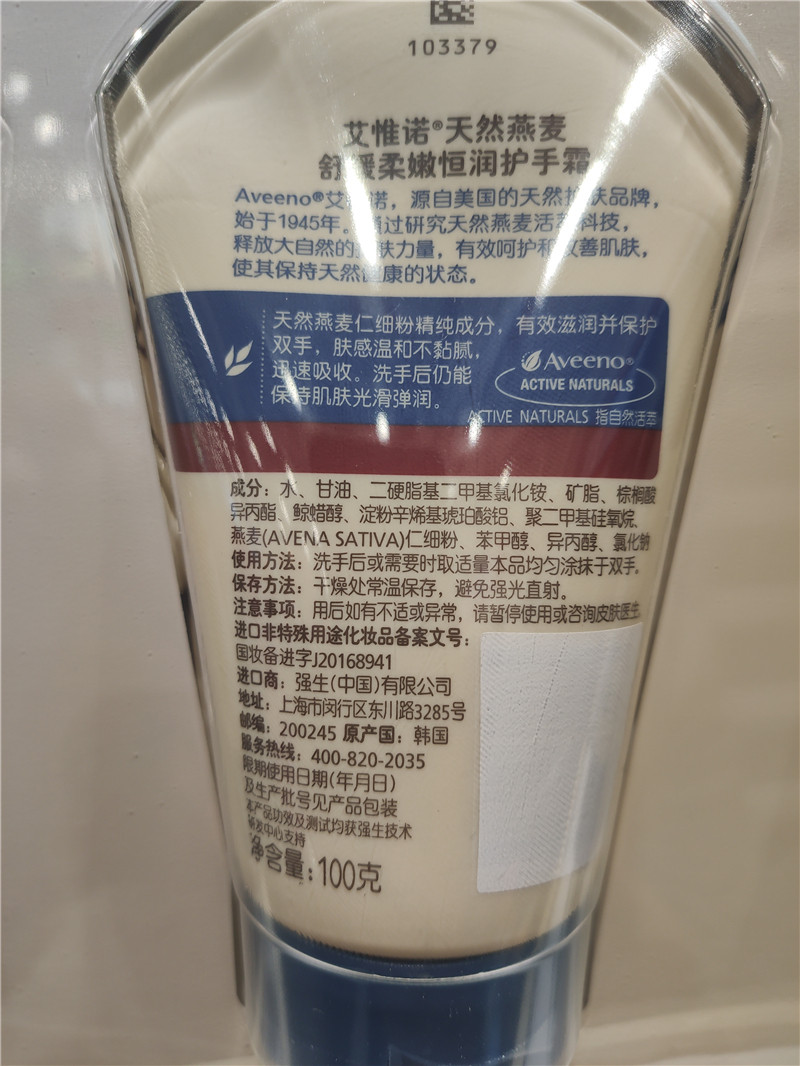 103379
艾惟诺®天然燕麦
舒缓柔嫩恒润护手霜
Aveeno®艾惟诺，源自美国的天然护肤品牌，
始于1945年。通过研究天然燕麦活萃科技，
释放大自然的护肤力量，有效呵护和改善肌肤，
使其保持天然健康的状态。
天然燕麦仁细粉精纯成分，有效滋润并保护
双手，肤感温和不黏腻，
迅速吸收。洗手后仍能
保持肌肤光滑弹润。
Aveeno®
ACTIVE NATURALS
ACTIVE NATURALS 指自然活萃
成分：水、甘油、二硬脂基二甲基氯化铵、矿脂、棕榈酸
异丙酯、鲸蜡醇、淀粉辛烯基琥珀酸铝、聚二甲基硅氧烷、
燕麦(AVENA SATIVA)仁细粉、苯甲醇、异丙醇、氯化钠
使用方法：洗手后或需要时取适量本品均匀涂抹于双手。
保存方法：干燥处常温保存，避免强光直射。
注意事项：用后如有不适或异常，请暂停使用或咨询皮肤医生
进口非特殊用途化妆品备案文号：
国妆备进字J20168941
进口商：强生(中国)有限公司
地址：上海市闵行区东川路3285号
邮编：200245 原产国：韩国
服务热线：400-820-2035
限期使用日期(年月日)
及生产批号见产品包装
本产品功效及测试均获强生技术
研发中心支持
净含量：100克